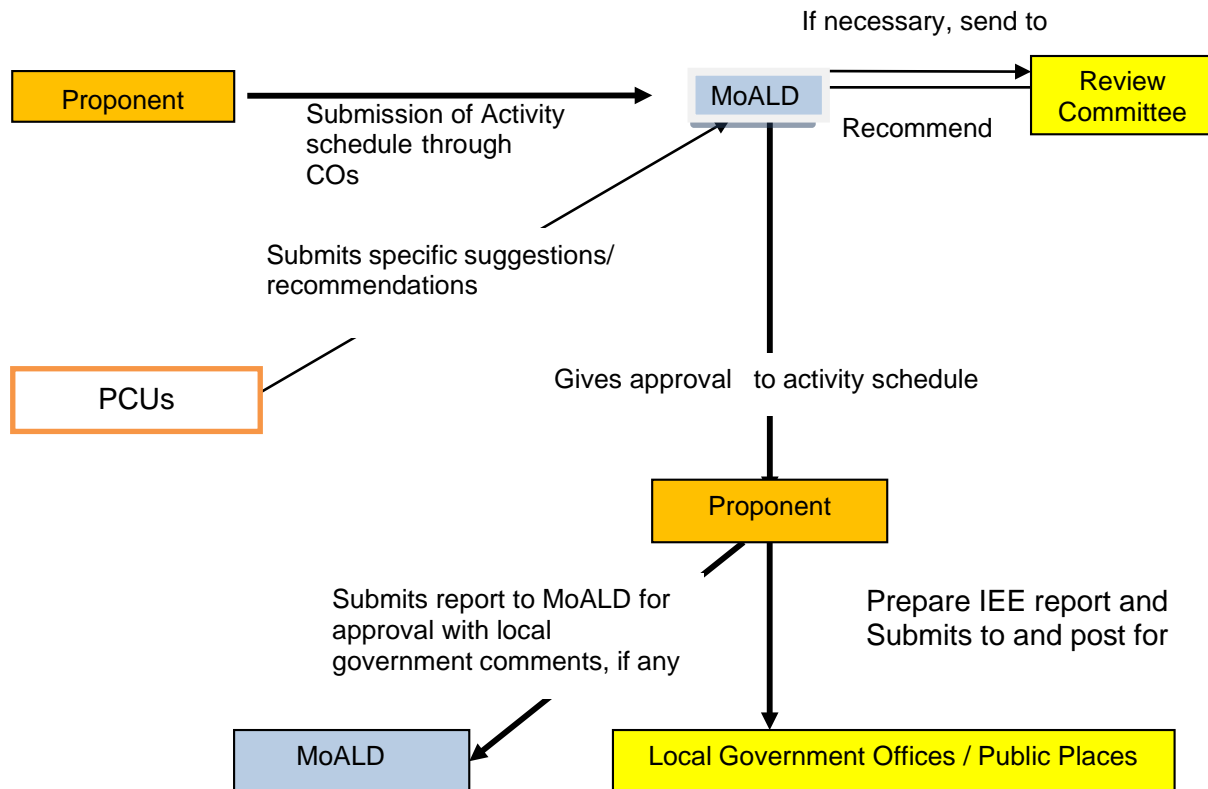 If necessary, send to
Proponent
MoALD
Review
Committee
Submission of Activity
schedule through
COs
Recommend
Submits specific suggestions/
recommendations
PCUs
Gives approval to activity schedule
Proponent
Submits report to MoALD for
approval with local
government comments, if any
Prepare IEE report and
Submits to and post for
MoALD
Local Government Offices / Public Places